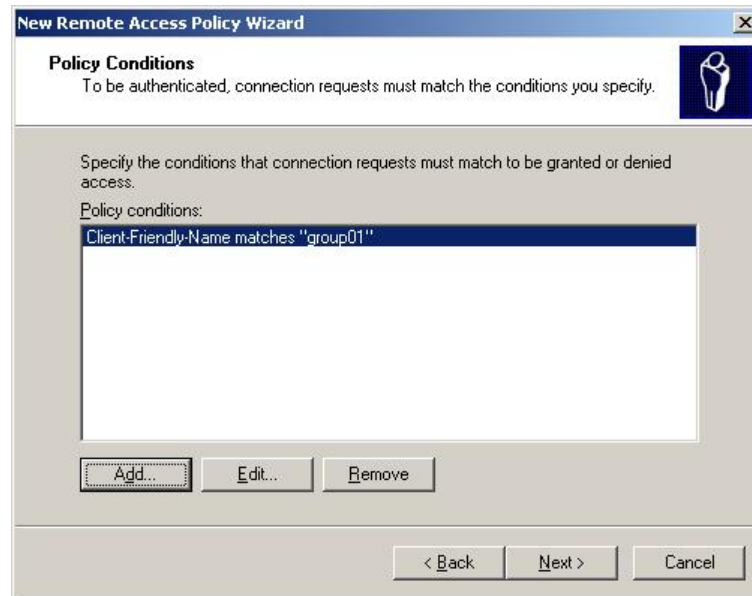 New Remote Access Policy Wizard
Policy Conditions
To be authenticated, connection requests must match the conditions you specify.
Specify the conditions that connection requests must match to be granted or denied
access.
Policy conditions:
Client-Friendly-Name matches "group01"
Add...
Edit...
Remove
< Back
Next >
Cancel